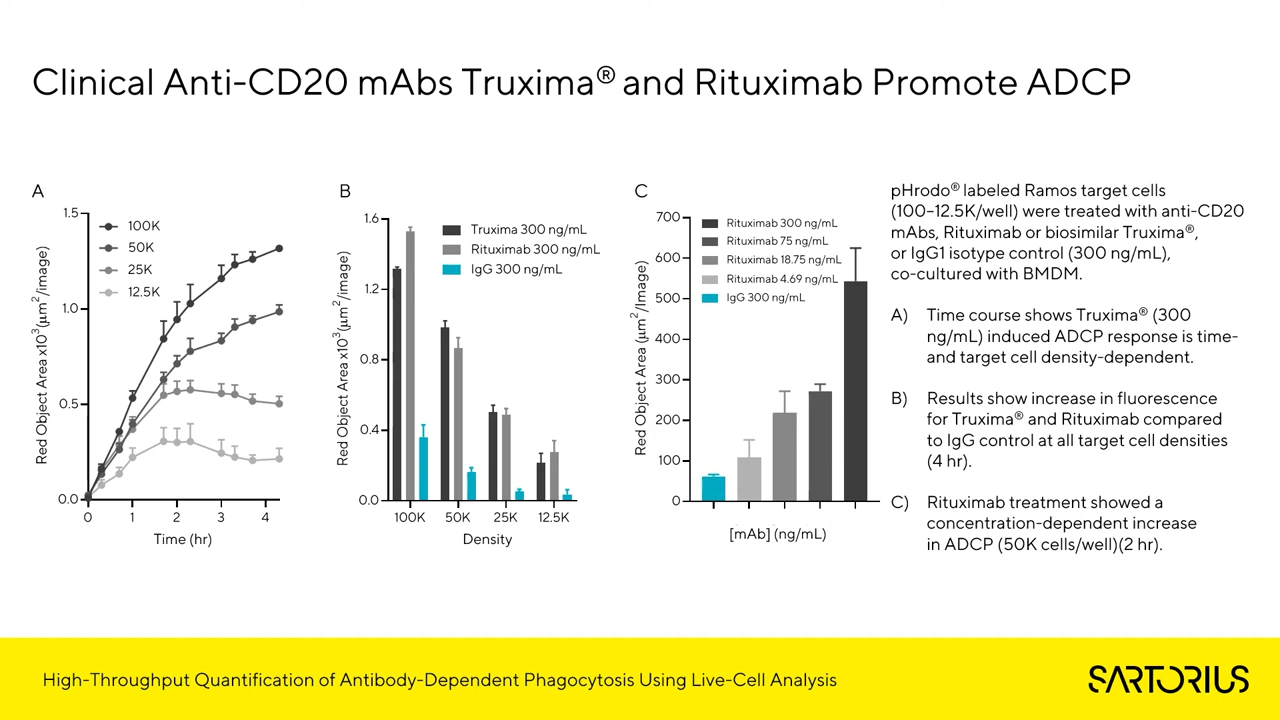 Clinical Anti-CD20 mAbs Truxima® and Rituximab Promote ADCP
A
Red Object Area x10³(µm²/image)
1.5
1.0
0.5
0.0
100K
50K
25K
12.5K
0 1 2 3 4
Time (hr)
B
Red Object Area x10³(µm²/image)
1.6
1.2
0.8
0.4
0.0
Truxima 300 ng/mL
Rituximab 300 ng/mL
IgG 300 ng/mL
100K 50K 25K 12.5K
Density
C
Red Object Area (µm²/Image)
700
600
500
400
300
200
100
0
Rituximab 300 ng/mL
Rituximab 75 ng/mL
Rituximab 18.75 ng/mL
Rituximab 4.69 ng/mL
IgG 300 ng/mL
[mAb] (ng/mL)
pHrodo® labeled Ramos target cells
(100–12.5K/well) were treated with anti-CD20
mAbs, Rituximab or biosimilar Truxima®,
or IgG1 isotype control (300 ng/mL),
co-cultured with BMDM.
A) Time course shows Truxima® (300
ng/mL) induced ADCP response is time-
and target cell density-dependent.
B) Results show increase in fluorescence
for Truxima® and Rituximab compared
to IgG control at all target cell densities
(4 hr).
C) Rituximab treatment showed a
concentration-dependent increase
in ADCP (50K cells/well)(2 hr).
High-Throughput Quantification of Antibody-Dependent Phagocytosis Using Live-Cell Analysis
SARTORIUS